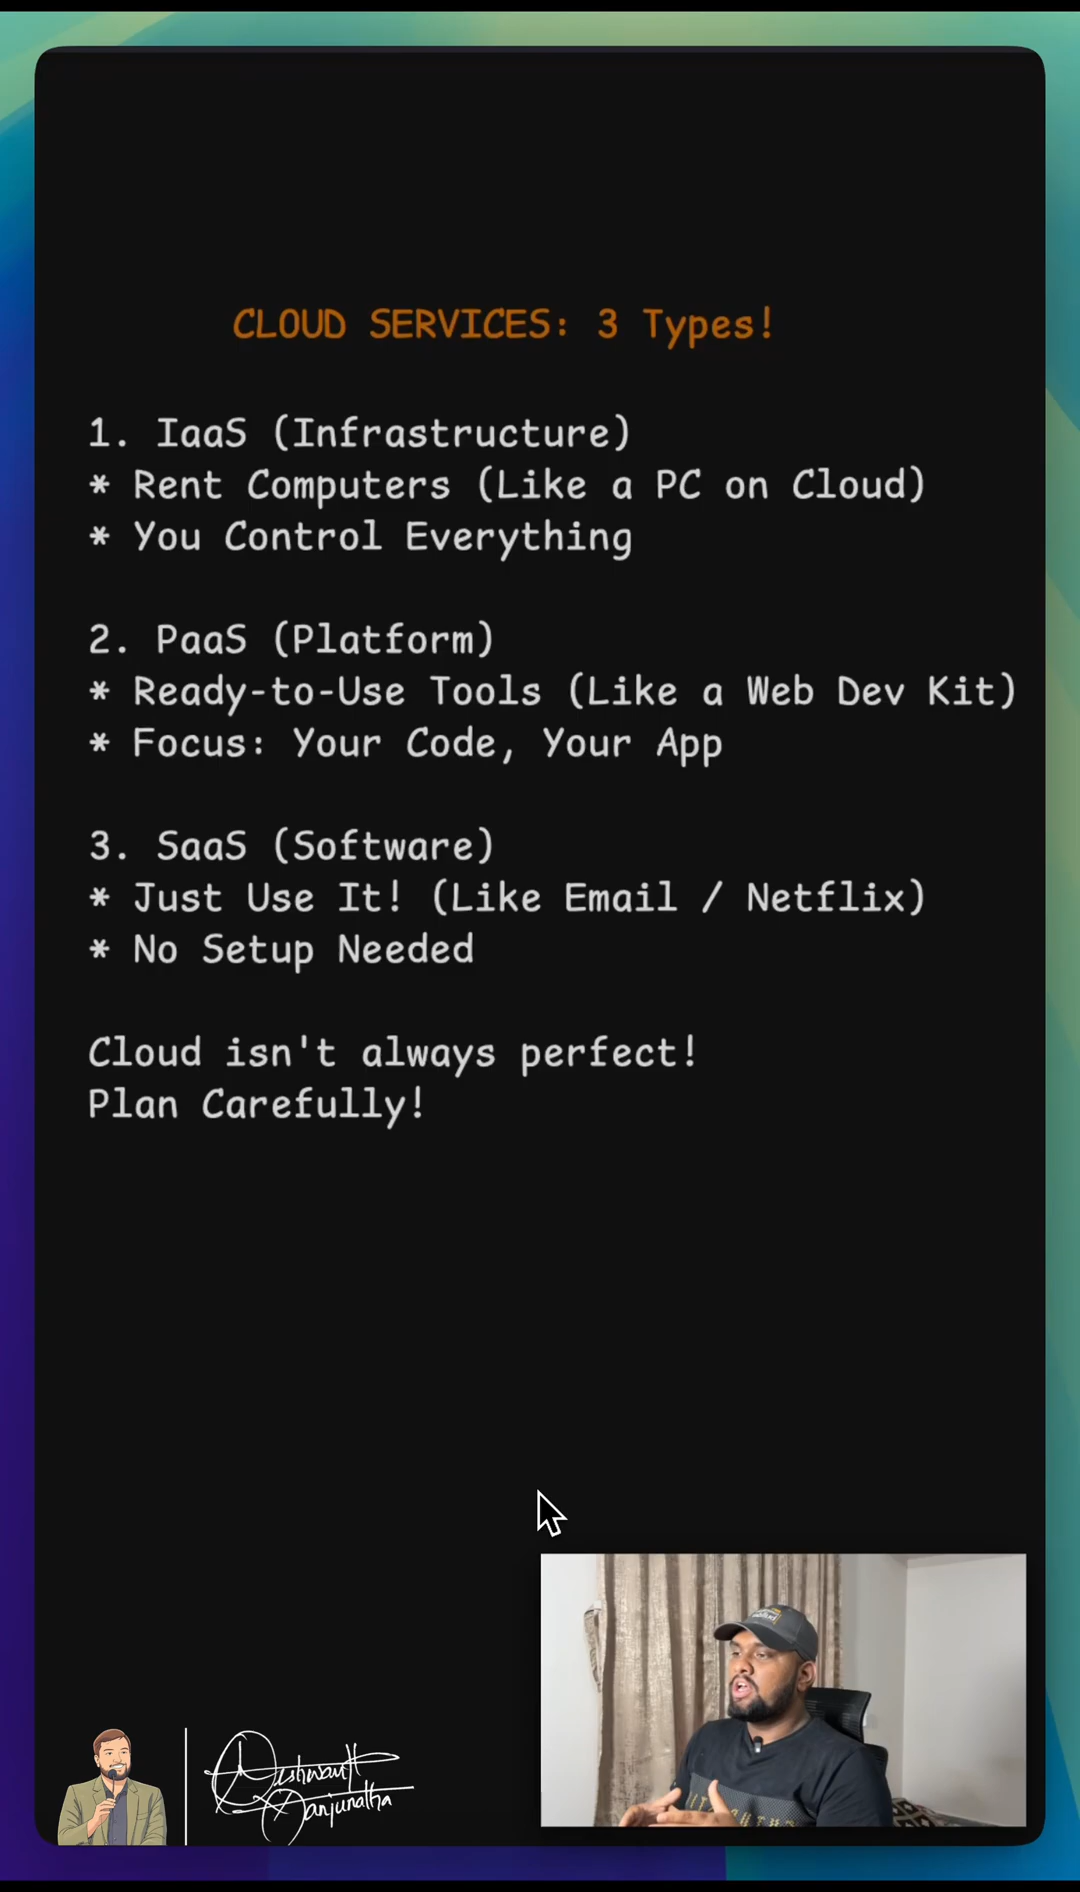 CLOUD SERVICES: 3 Types!
1. IaaS (Infrastructure)
* Rent Computers (Like a PC on Cloud)
* You Control Everything
2. PaaS (Platform)
* Ready-to-Use Tools (Like a Web Dev Kit)
* Focus: Your Code, Your App
3. SaaS (Software)
* Just Use It! (Like Email / Netflix)
* No Setup Needed
Cloud isn't always perfect!
Plan Carefully!